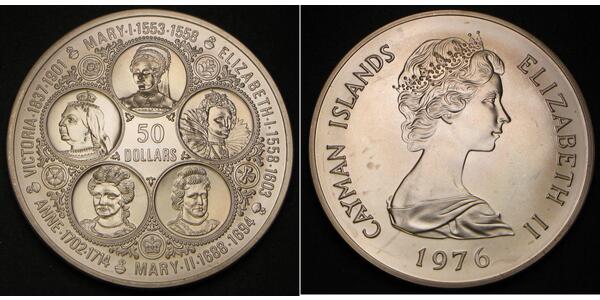 MARY·I·1553-1558
ELIZABETH·I·1558-1603
MARY·II·1688-1694
ANNE·1702-1714
VICTORIA·1837-1901
50
DOLLARS
CAYMAN ISLANDS
ELIZABETH II
1976